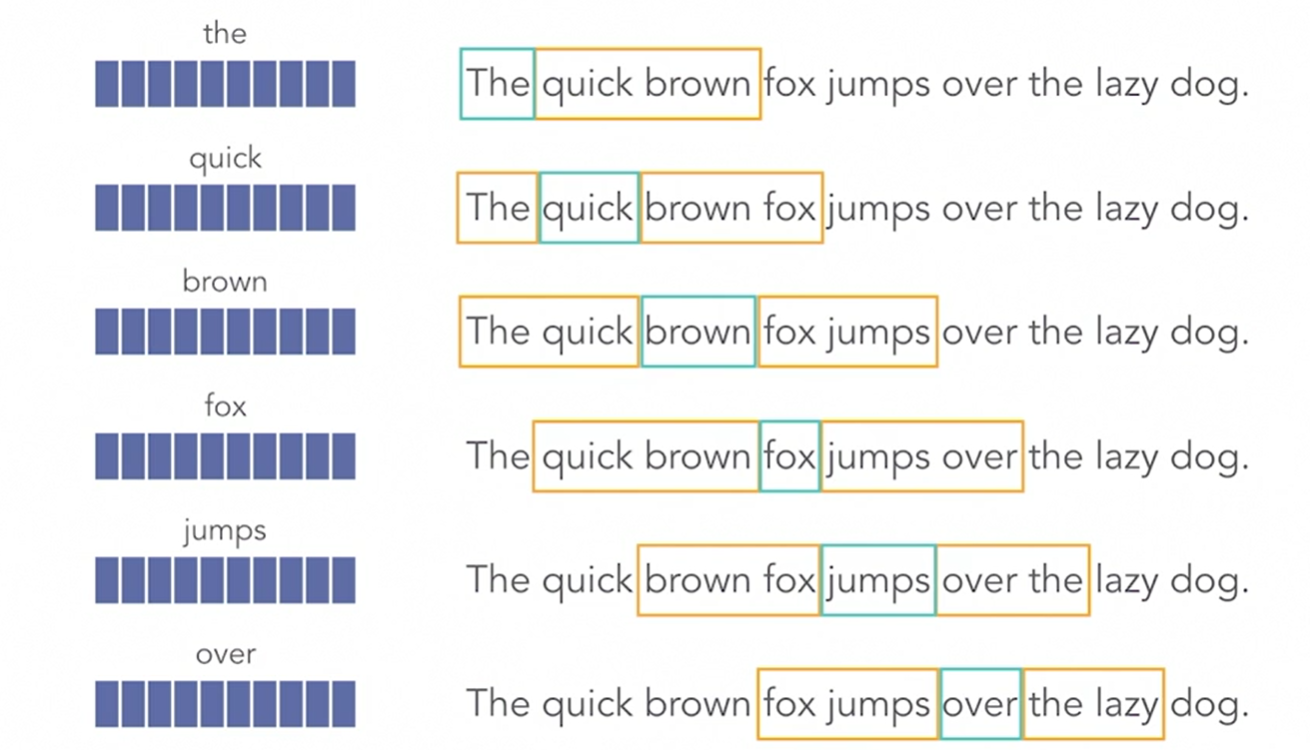 the
The quick brown fox jumps over the lazy dog.
quick
The quick brown fox jumps over the lazy dog.
brown
The quick brown fox jumps over the lazy dog.
fox
The quick brown fox jumps over the lazy dog.
jumps
The quick brown fox jumps over the lazy dog.
over
The quick brown fox jumps over the lazy dog.